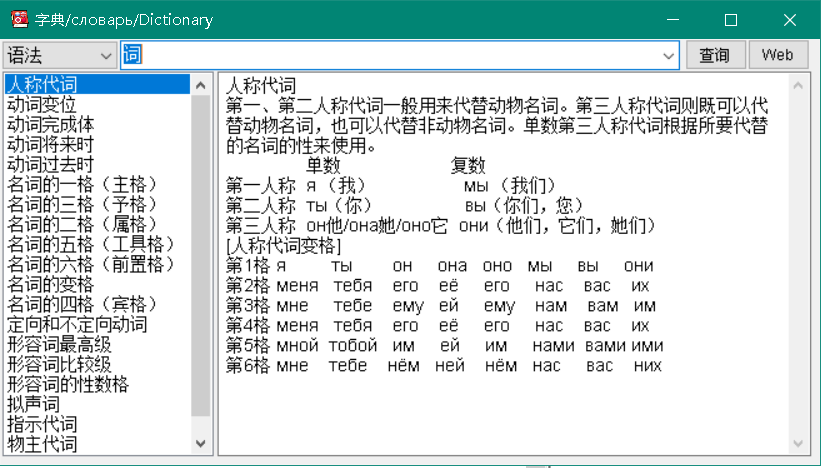 字典/словарь/Dictionary
语法 词 查询 Web
人称代词
动词变位
动词完成体
动词将来时
动词过去时
名词的一格（主格）
名词的三格（予格）
名词的二格（属格）
名词的五格（工具格）
名词的六格（前置格）
名词的变格
名词的四格（宾格）
定向和不定向动词
形容词最高级
形容词比较级
形容词的性数格
拟声词
指示代词
物主代词
人称代词
第一、第二人称代词一般用来代替动物名词。第三人称代词则既可以代
替动物名词，也可以代替非动物名词。单数第三人称代词根据所要代替
的名词的性来使用。
单数 复数
第一人称 я（我） мы（我们）
第二人称 ты（你） вы（你们，您）
第三人称 он他/она她/оно它 они（他们，它们，她们）
[人称代词变格]
第1格 я ты он она оно мы вы они
第2格 меня тебя его её его нас вас их
第3格 мне тебе ему ей ему нам вам им
第4格 меня тебя его её его нас вас их
第5格 мной тобой им ей им нами вами ими
第6格 мне тебе нём ней нём нас вас них